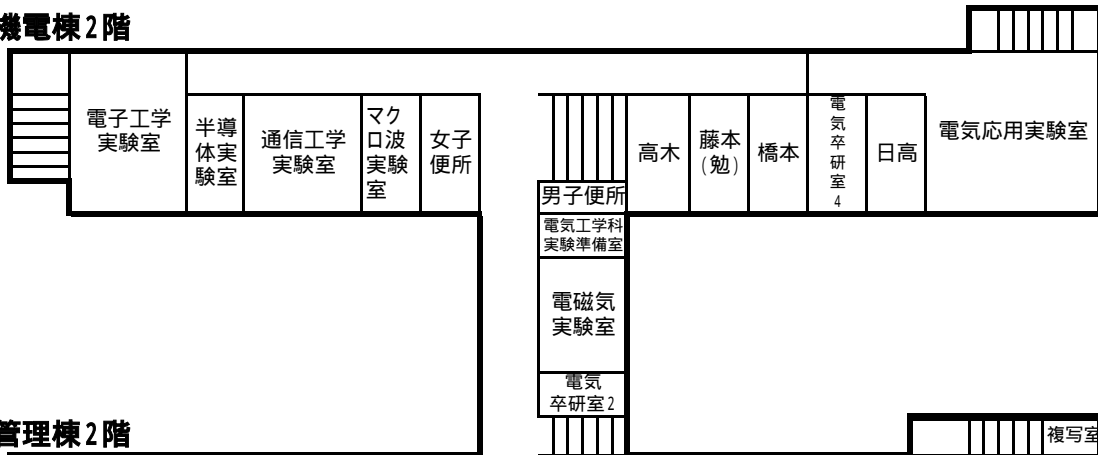 機電棟2階
電子工学
実験室
半導
体実
験室
通信工学
実験室
マク
ロ波
実験
室
女子
便所
高木
藤本
(勉)
橋本
電
気
卒
研
室
4
日高
電気応用実験室
男子便所
電気工学科
実験準備室
電磁気
実験室
電気
卒研室2
管理棟2階
複写室